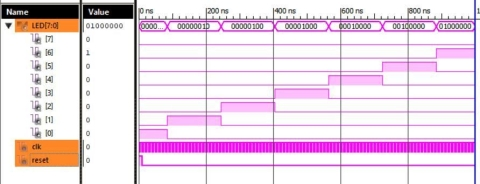 Name Value |0 ns |200 ns |400 ns |600 ns |800 ns
LED[7:0] 01000000 0000... 00000010 00000100 00001000 00010000 00100000 01000000
[7] 0
[6] 1
[5] 0
[4] 0
[3] 0
[2] 0
[1] 0
[0] 0
clk 0
reset 0